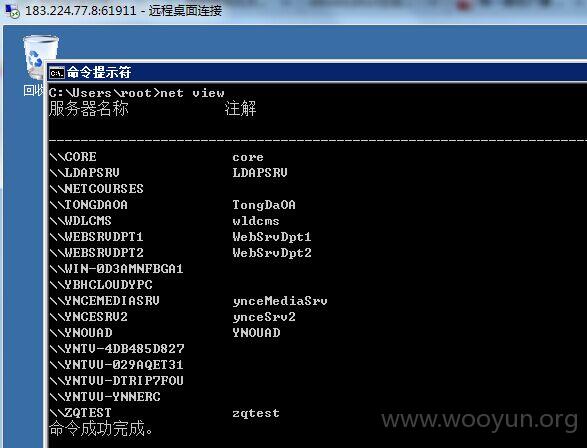 183.224.77.8:61911 - 远程桌面连接
命令提示符
回收
C:\Users\root>net view
服务器名称 注解
-------------------------------------------------------------------------------
\\CORE core
\\LDAPSRV LDAPSRV
\\NETCOURSES
\\TONGDAOA TongDaOA
\\WDLCMS wldcms
\\WEBSRVDPT1 WebSrvDpt1
\\WEBSRVDPT2 WebSrvDpt2
\\WIN-0D3AMNFBGA1
\\YBHCLOUDYPC
\\YNCEMEDIASRV ynceMediaSrv
\\YNCESRV2 ynceSrv2
\\YNOUAD YNOUAD
\\YNTV-4DB485D827
\\YNTVU-029AQET31
\\YNTVU-DTRIP7FOU
\\YNTVU-YNNERC
\\ZQTEST zqtest
命令成功完成。
www.wooyun.org